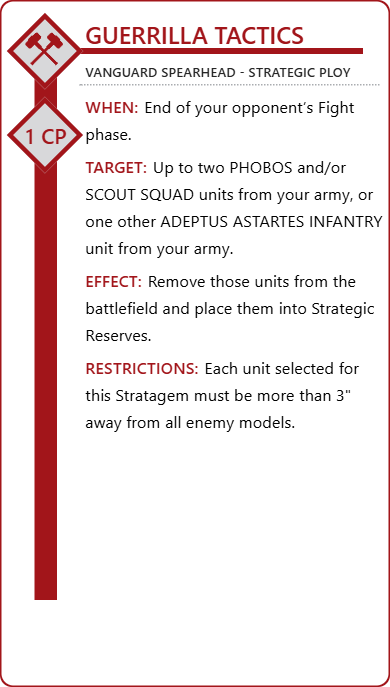 GUERRILLA TACTICS
VANGUARD SPEARHEAD - STRATEGIC PLOY
1 CP
WHEN: End of your opponent's Fight
phase.
TARGET: Up to two PHOBOS and/or
SCOUT SQUAD units from your army, or
one other ADEPTUS ASTARTES INFANTRY
unit from your army.
EFFECT: Remove those units from the
battlefield and place them into Strategic
Reserves.
RESTRICTIONS: Each unit selected for
this Stratagem must be more than 3"
away from all enemy models.